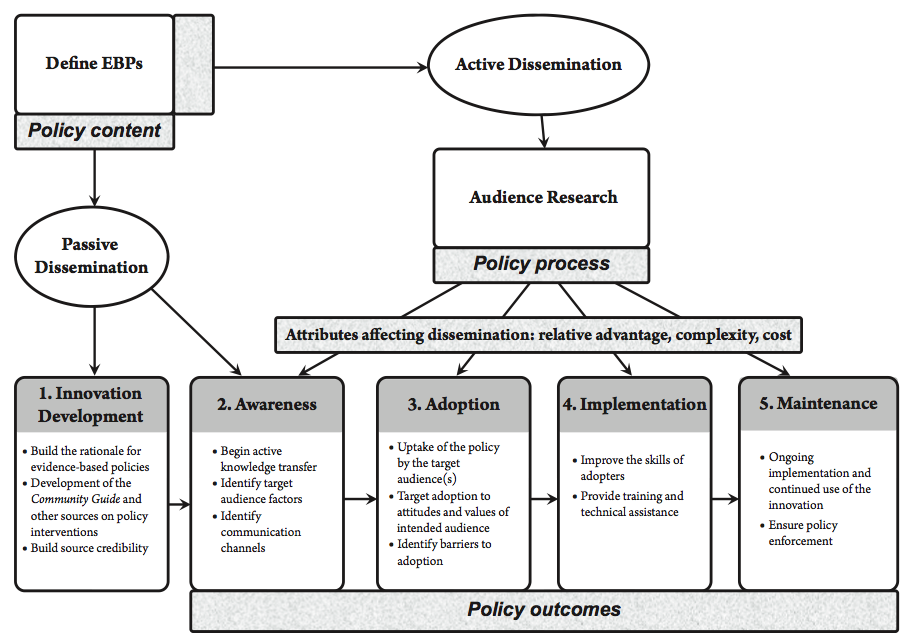 Define EBPs
Policy content
Active Dissemination
Audience Research
Policy process
Passive
Dissemination
Attributes affecting dissemination: relative advantage, complexity, cost
1. Innovation
Development
• Build the rationale for
evidence-based policies
• Development of the
Community Guide and
other sources on policy
interventions
• Build source credibility
2. Awareness
• Begin active
knowledge transfer
• Identify target
audience factors
• Identify
communication
channels
3. Adoption
• Uptake of the policy
by the target
audience(s)
• Target adoption to
attitudes and values of
intended audience
• Identify barriers to
adoption
4. Implementation
• Improve the skills of
adopters
• Provide training and
technical assistance
5. Maintenance
• Ongoing
implementation and
continued use of the
innovation
• Ensure policy
enforcement
Policy outcomes